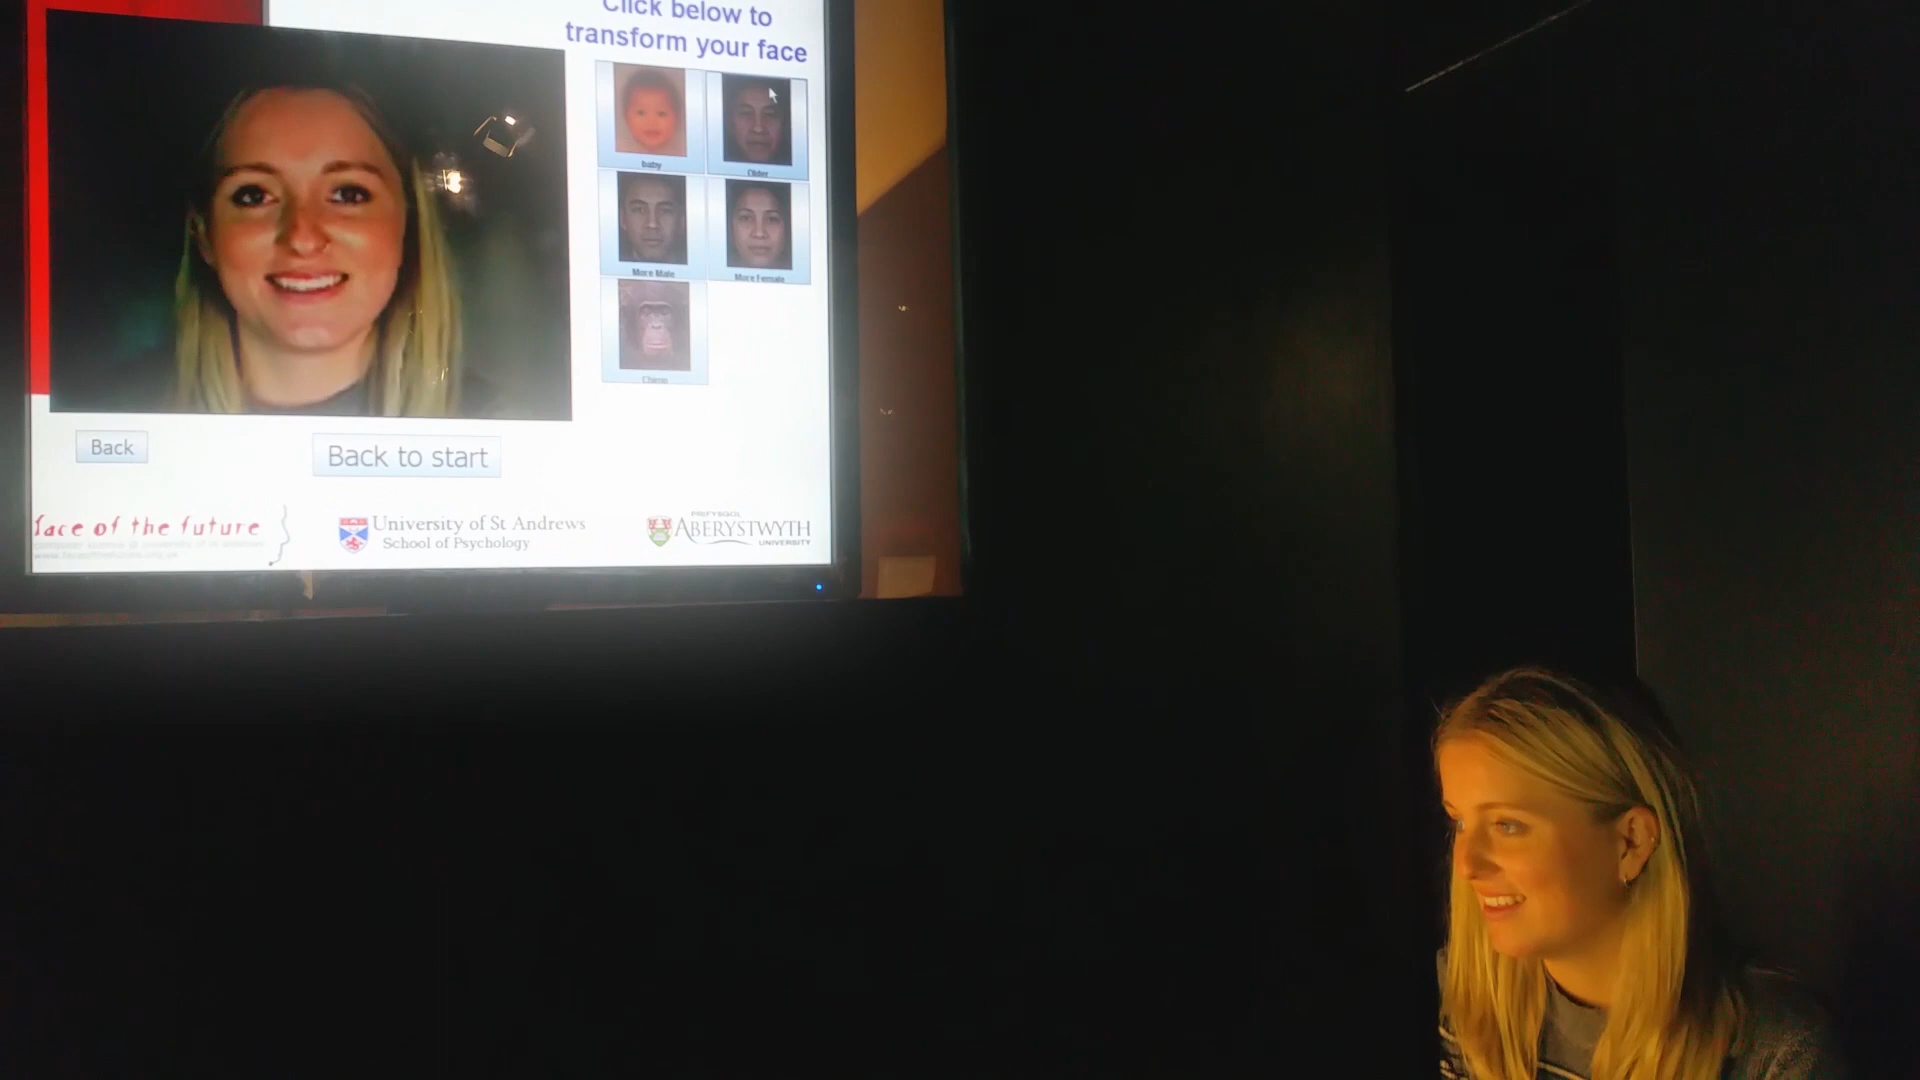 Click below to
transform your face
baby
Older
More Male
More Female
Chimp
Back
Back to start
face of the future
University of St Andrews
School of Psychology
PRIFYSGOL
ABERYSTWYTH
UNIVERSITY